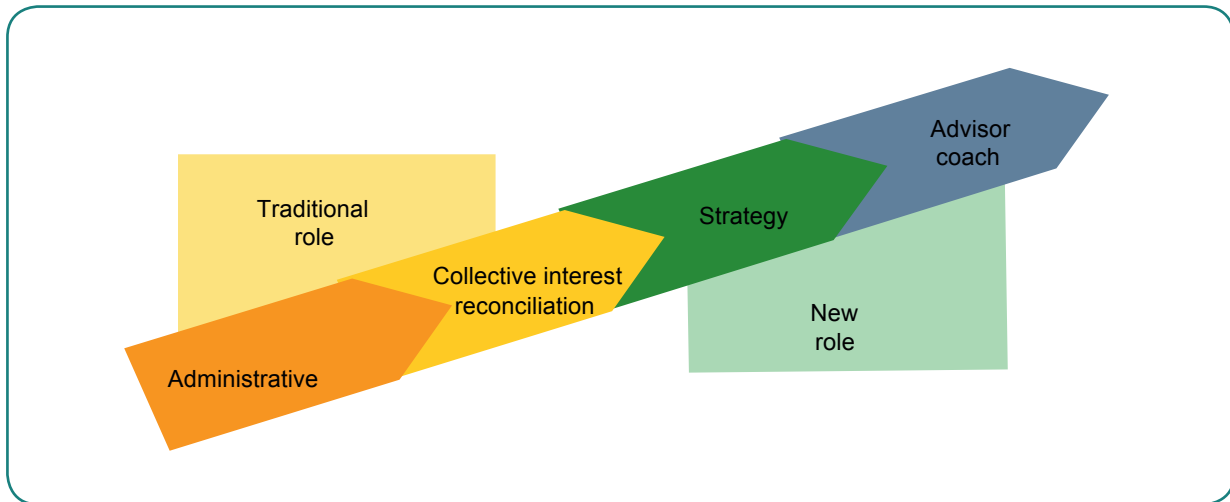 Traditional
role
Administrative
Collective interest
reconciliation
Strategy
Advisor
coach
New
role